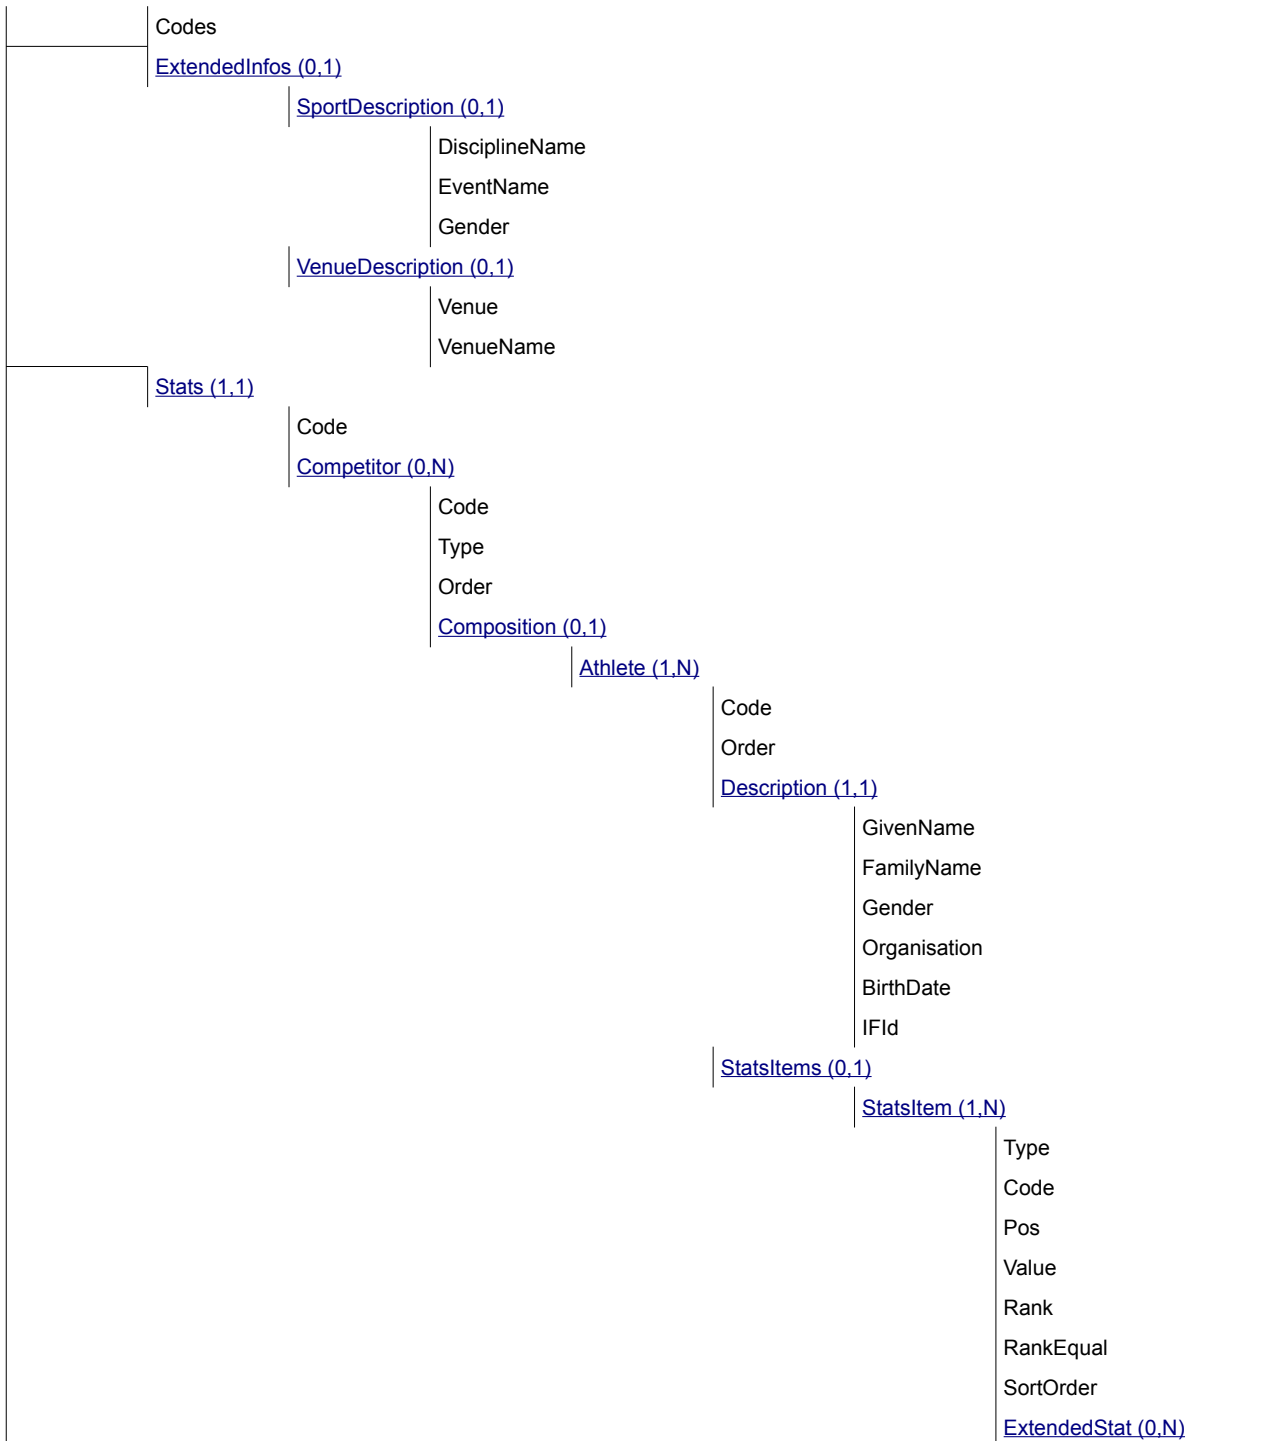 Codes
ExtendedInfos (0,1)
SportDescription (0,1)
DisciplineName
EventName
Gender
VenueDescription (0,1)
Venue
VenueName
Stats (1,1)
Code
Competitor (0,N)
Code
Type
Order
Composition (0,1)
Athlete (1,N)
Code
Order
Description (1,1)
GivenName
FamilyName
Gender
Organisation
BirthDate
IFId
StatsItems (0,1)
StatsItem (1,N)
Type
Code
Pos
Value
Rank
RankEqual
SortOrder
ExtendedStat (0,N)